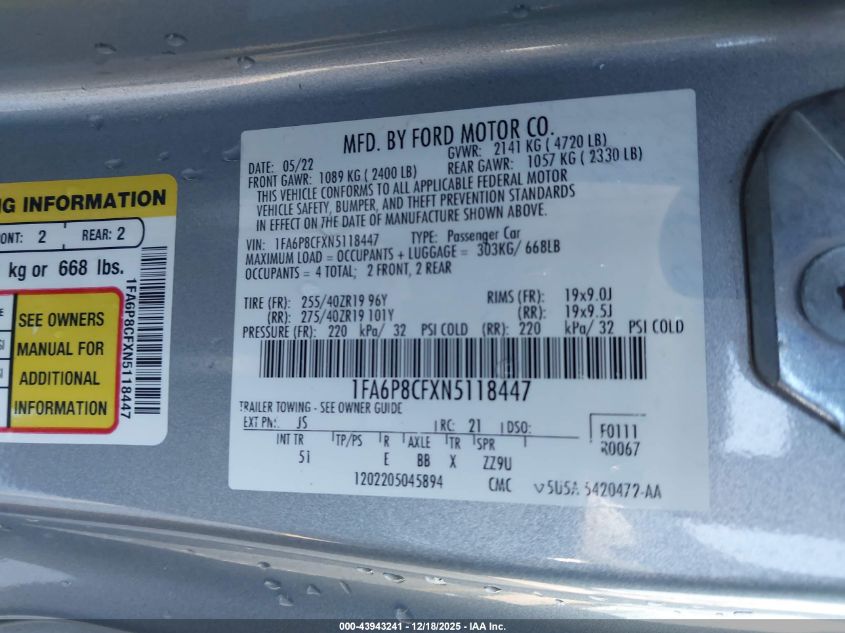 NG INFORMATION
ONT: 2 REAR: 2
kg or 668 lbs.
SEE OWNERS
MANUAL FOR
ADDITIONAL
INFORMATION
1FA6P8CFXN5118447
MFD. BY FORD MOTOR CO.
DATE: 05/22 GVWR: 2141 KG ( 4720 LB)
FRONT GAWR: 1089 KG ( 2400 LB) REAR GAWR: 1057 KG ( 2330 LB)
THIS VEHICLE CONFORMS TO ALL APPLICABLE FEDERAL MOTOR
VEHICLE SAFETY, BUMPER, AND THEFT PREVENTION STANDARDS
IN EFFECT ON THE DATE OF MANUFACTURE SHOWN ABOVE.
VIN: 1FA6P8CFXN5118447 TYPE: Passenger Car
MAXIMUM LOAD = OCCUPANTS + LUGGAGE = 303KG/ 668LB
OCCUPANTS = 4 TOTAL; 2 FRONT, 2 REAR
TIRE (FR): 255/40ZR19 96Y RIMS (FR): 19x9.0J
(RR): 275/40ZR19 101Y (RR): 19x9.5J
PRESSURE (FR): 220 kPa/ 32 PSI COLD (RR): 220 kPa/ 32 PSI COLD
1FA6P8CFXN5118447
TRAILER TOWING - SEE OWNER GUIDE
EXT PN: JS RC: 21 DSO: F0111
INT TR TP/PS R AXLE TR SPR R0067
51 E BB X ZZ9U
1202205045894 CMC 5U5A 5420472-AA
000-43943241 - 12/18/2025 - IAA Inc.